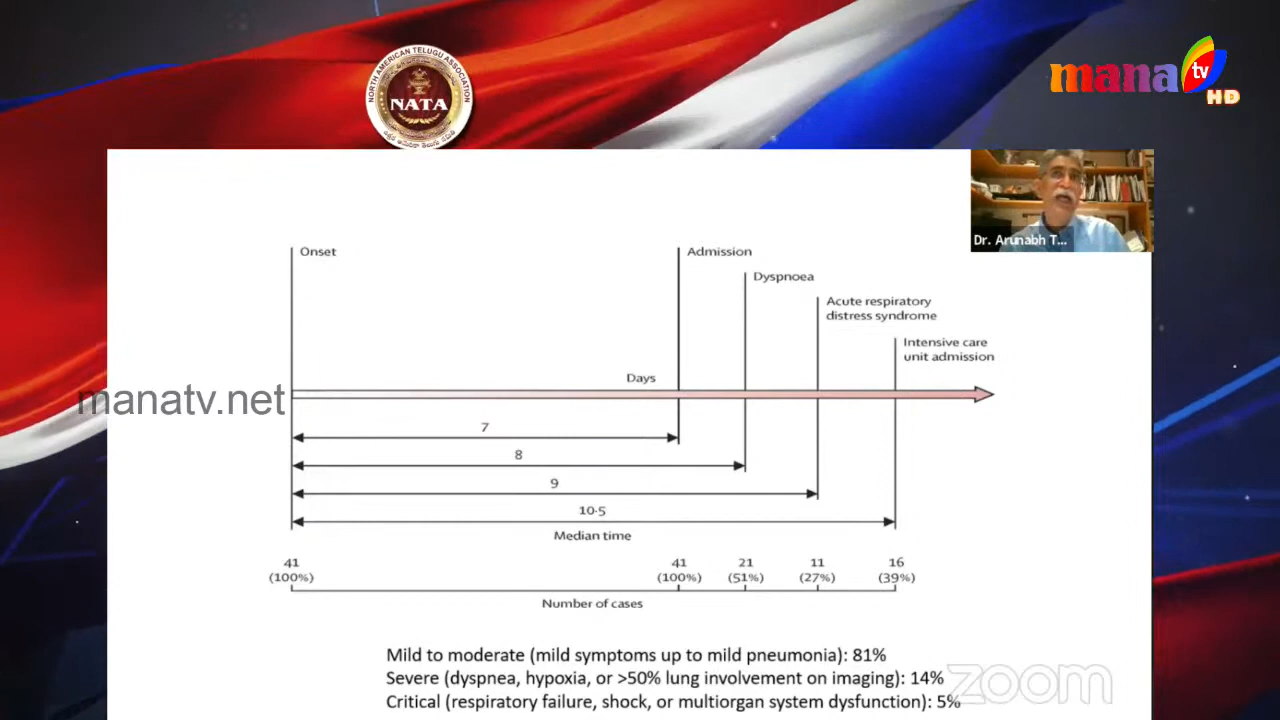 NORTH AMERICAN TELUGU ASSOCIATION
NATA
mana tv
HD
Dr. Arunabh T...
Onset
Admission
Dyspnoea
Acute respiratory
distress syndrome
Intensive care
unit admission
Days
manatv.net
7
8
9
10·5
Median time
41 41 21 11 16
(100%) (100%) (51%) (27%) (39%)
Number of cases
Mild to moderate (mild symptoms up to mild pneumonia): 81%
Severe (dyspnea, hypoxia, or >50% lung involvement on imaging): 14%
Critical (respiratory failure, shock, or multiorgan system dysfunction): 5%
zoom